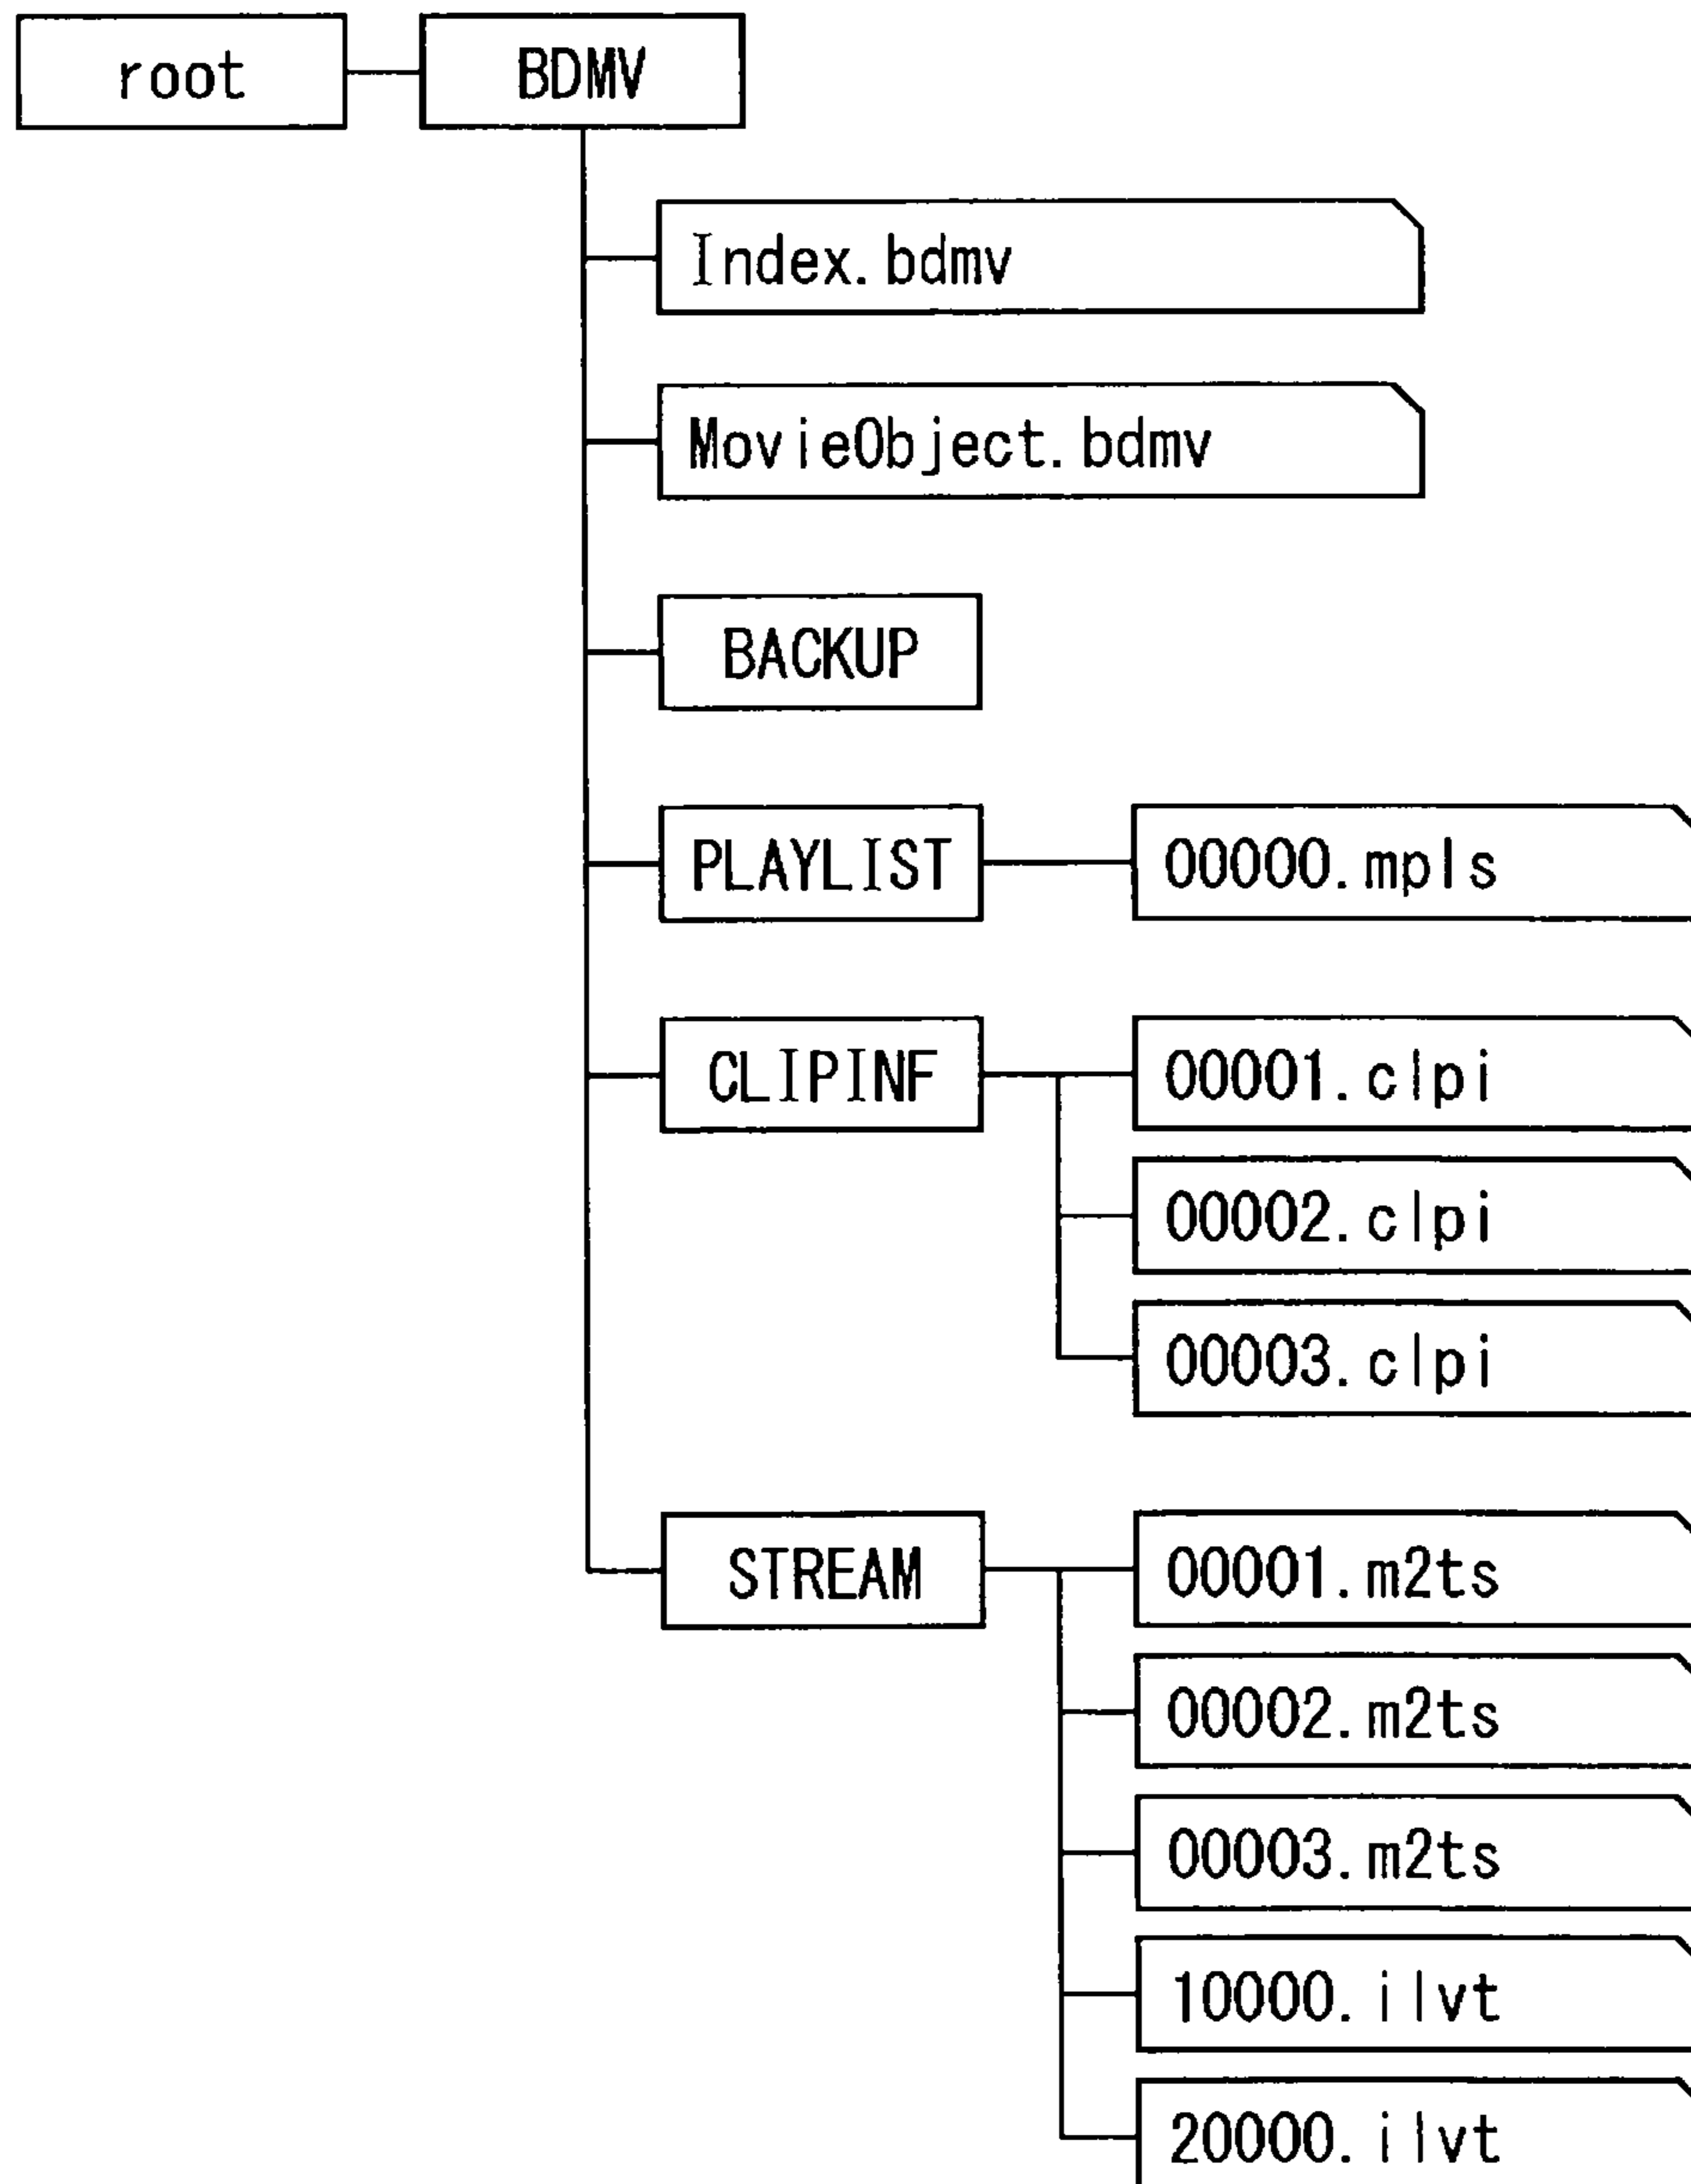 root BDMV
Index.bdmv
MovieObject.bdmv
BACKUP
PLAYLIST 00000.mpls
CLIPINF 00001.clpi
00002.clpi
00003.clpi
STREAM 00001.m2ts
00002.m2ts
00003.m2ts
10000.ilvt
20000.ilvt